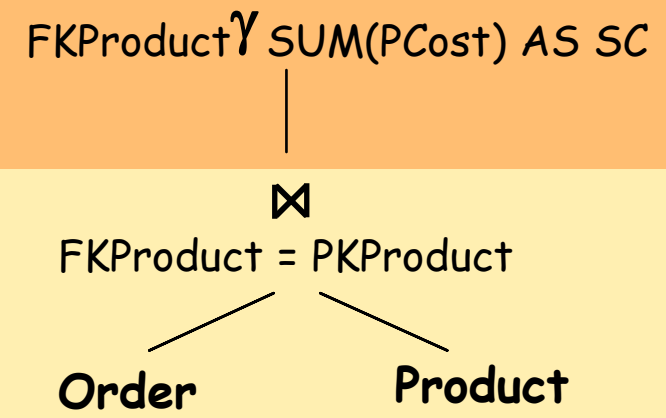 FKProductγ SUM(PCost) AS SC
⋈
FKProduct = PKProduct
Order Product